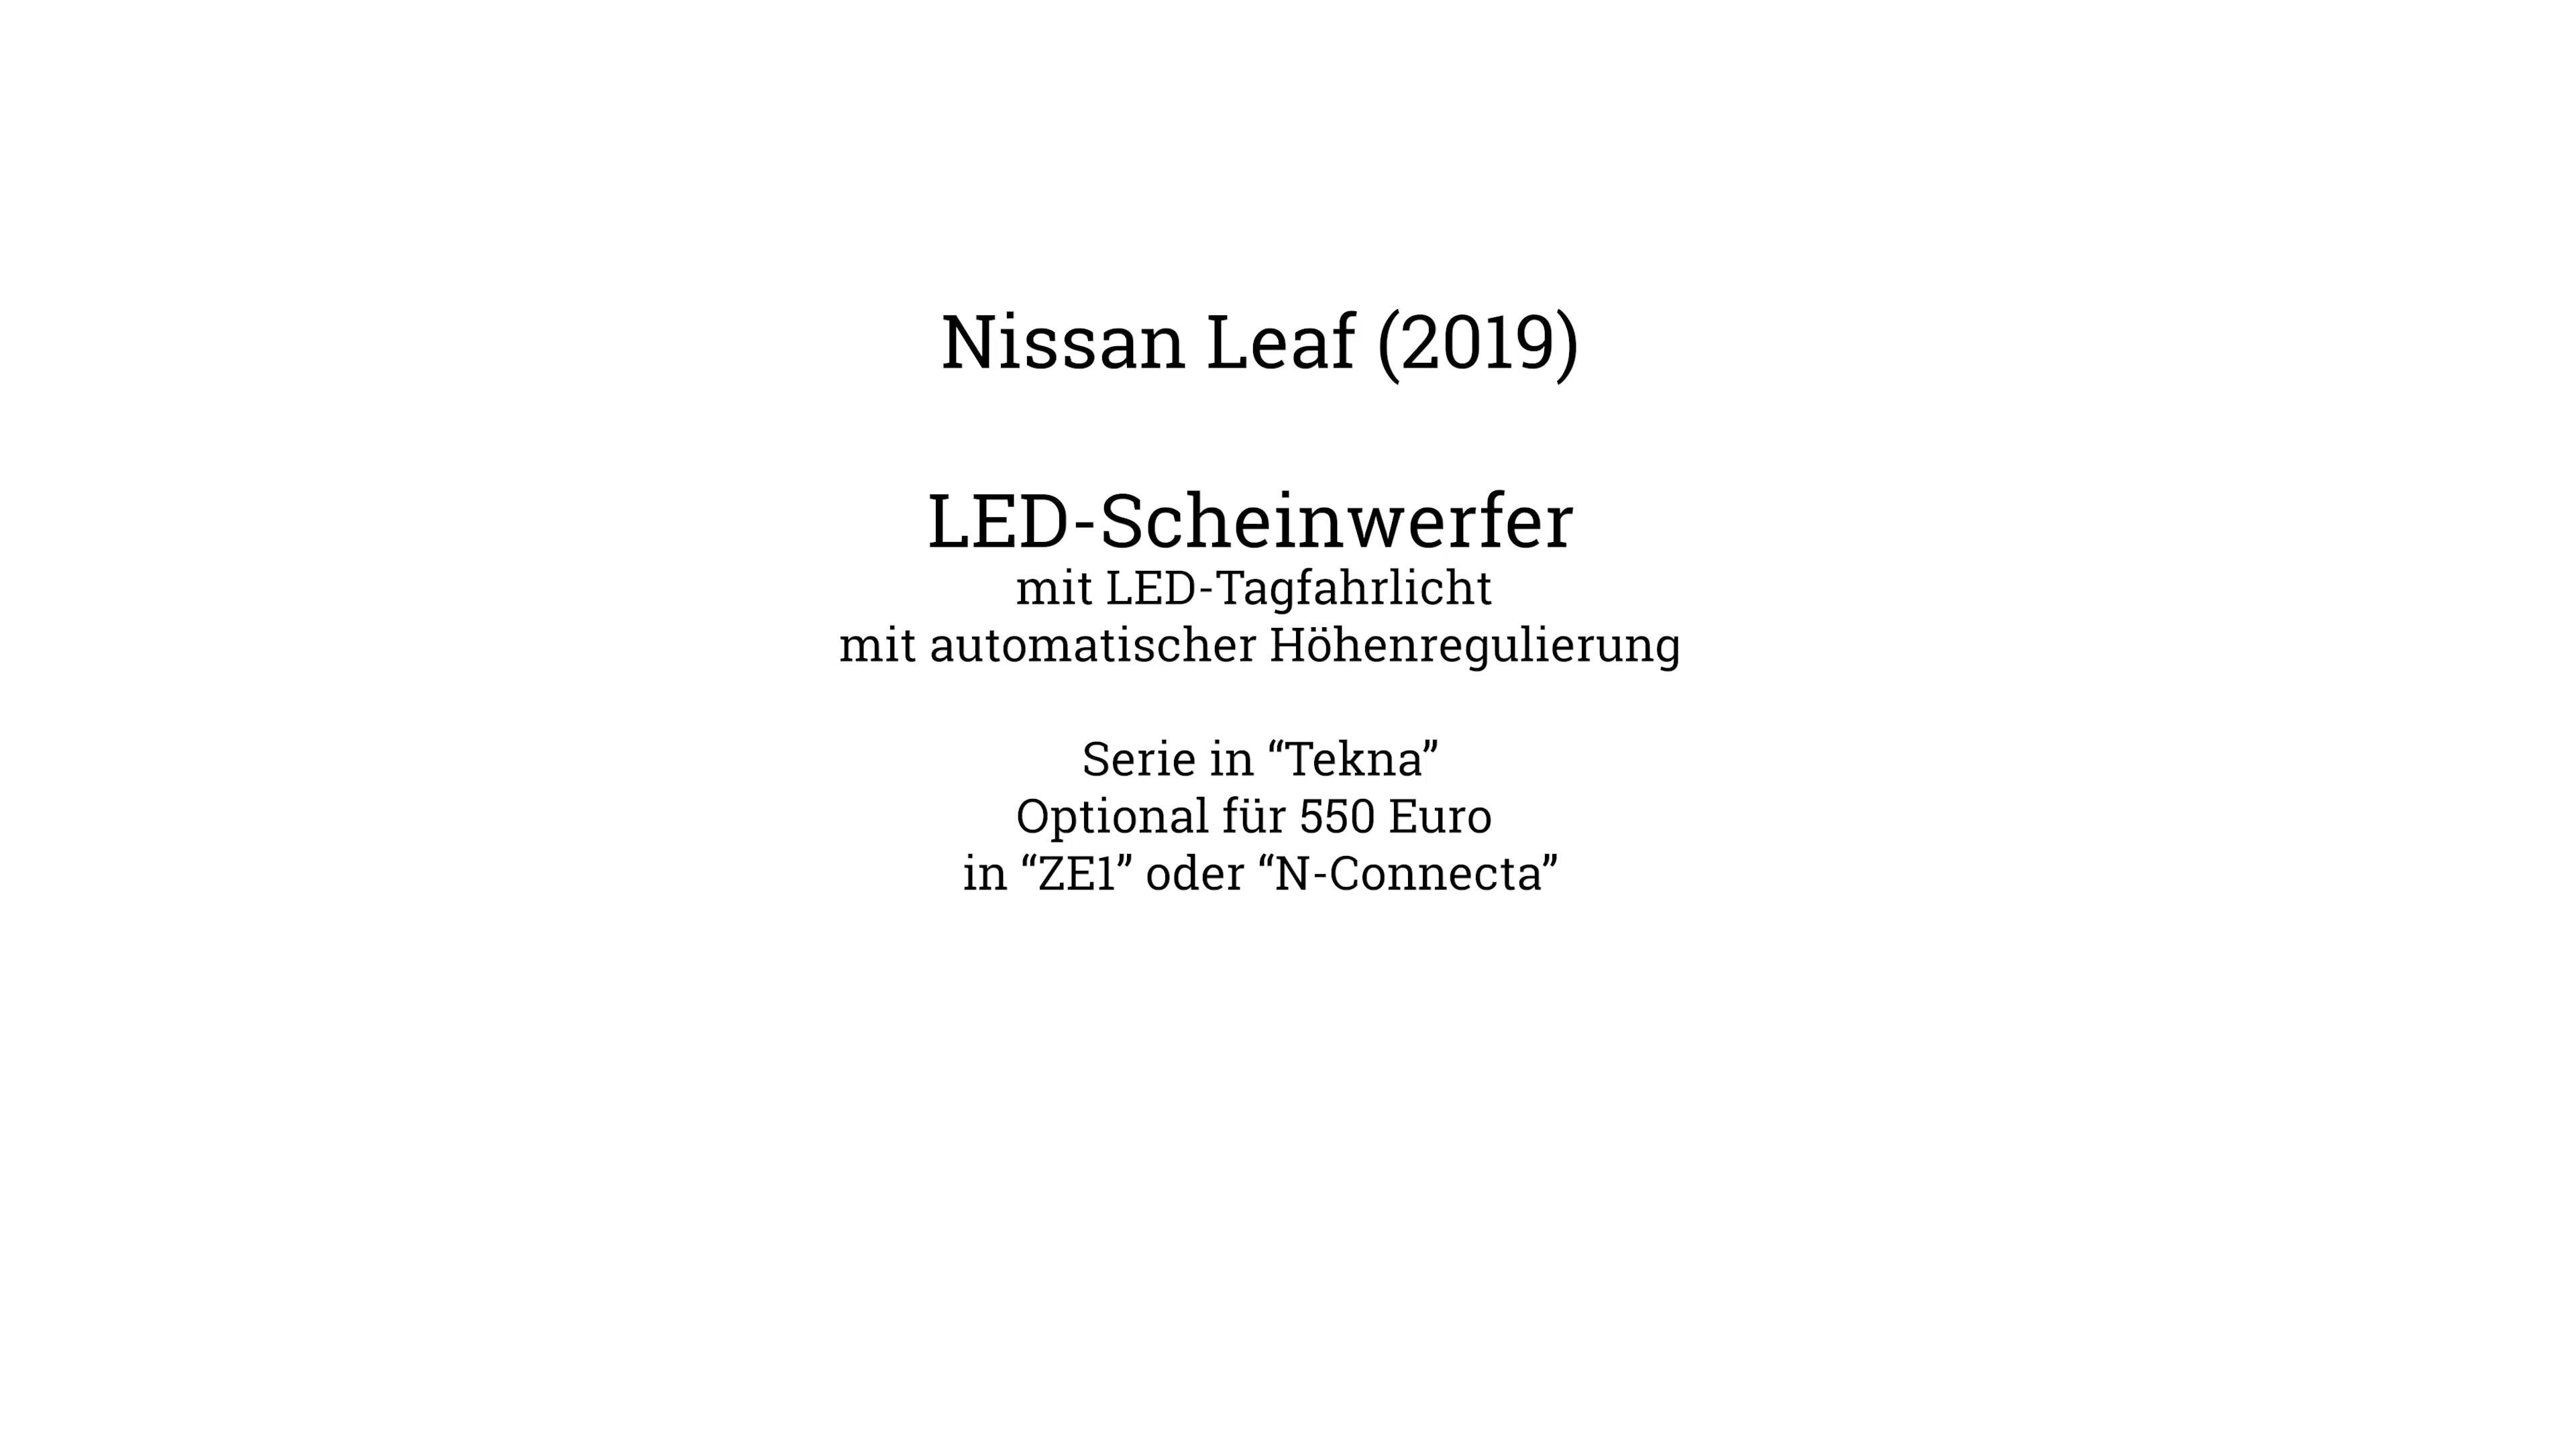 Nissan Leaf (2019)
LED-Scheinwerfer
mit LED-Tagfahrlicht
mit automatischer Höhenregulierung
Serie in “Tekna”
Optional für 550 Euro
in “ZE1” oder “N-Connecta”